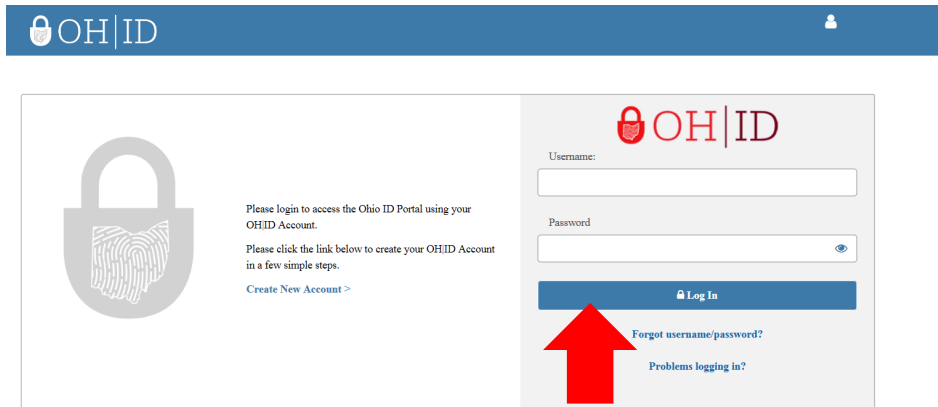 OH|ID
OH|ID
Username:
Please login to access the Ohio ID Portal using your
OH|ID Account.
Please click the link below to create your OH|ID Account
in a few simple steps.
Create New Account >
Password
Log In
Forgot username/password?
Problems logging in?